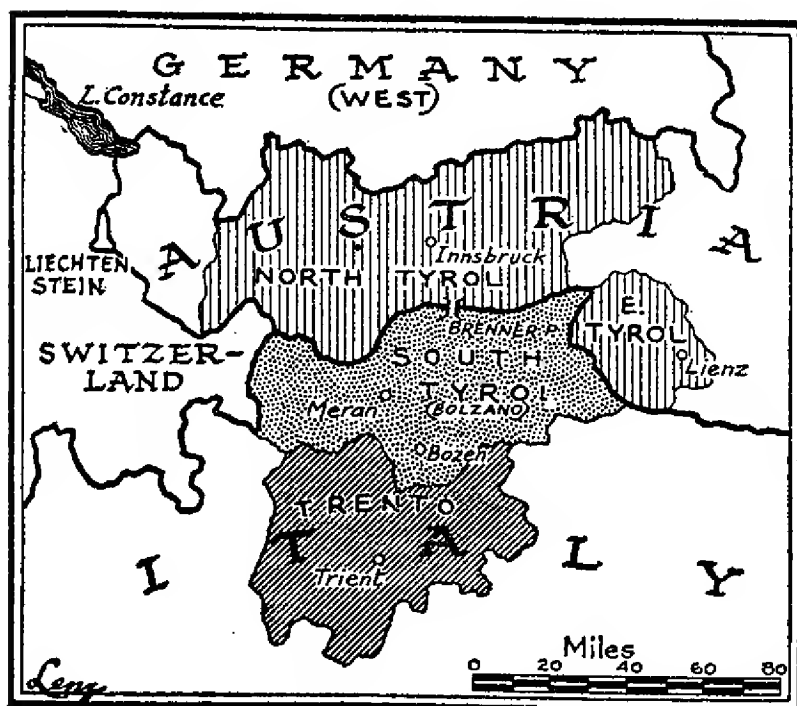 GERMANY
(WEST)
L. Constance
AUSTRIA
Innsbruck
LIECHTEN
STEIN
NORTH TYROL
E.
TYROL
BRENNER P.
SWITZER-
LAND
SOUTH
TYROL
Lienz
Meran
(BOLZANO)
Bozen
TRENTO
ITALY
Trient
Miles
0 20 40 60 80